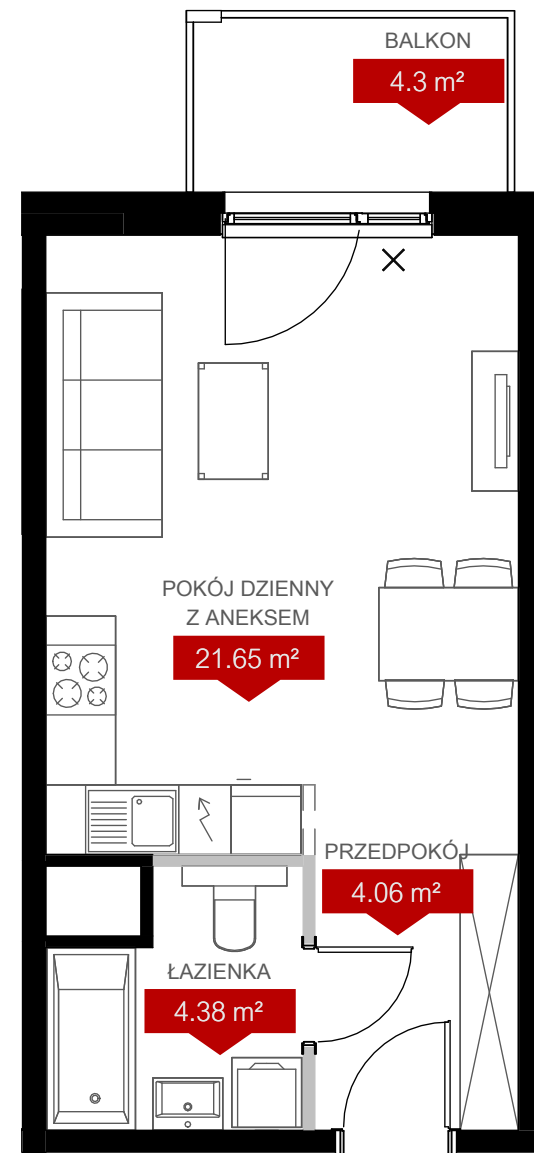 BALKON
4.3 m²
POKÓJ DZIENNY
Z ANEKSEM
21.65 m²
PRZEDPOKÓJ
4.06 m²
ŁAZIENKA
4.38 m²